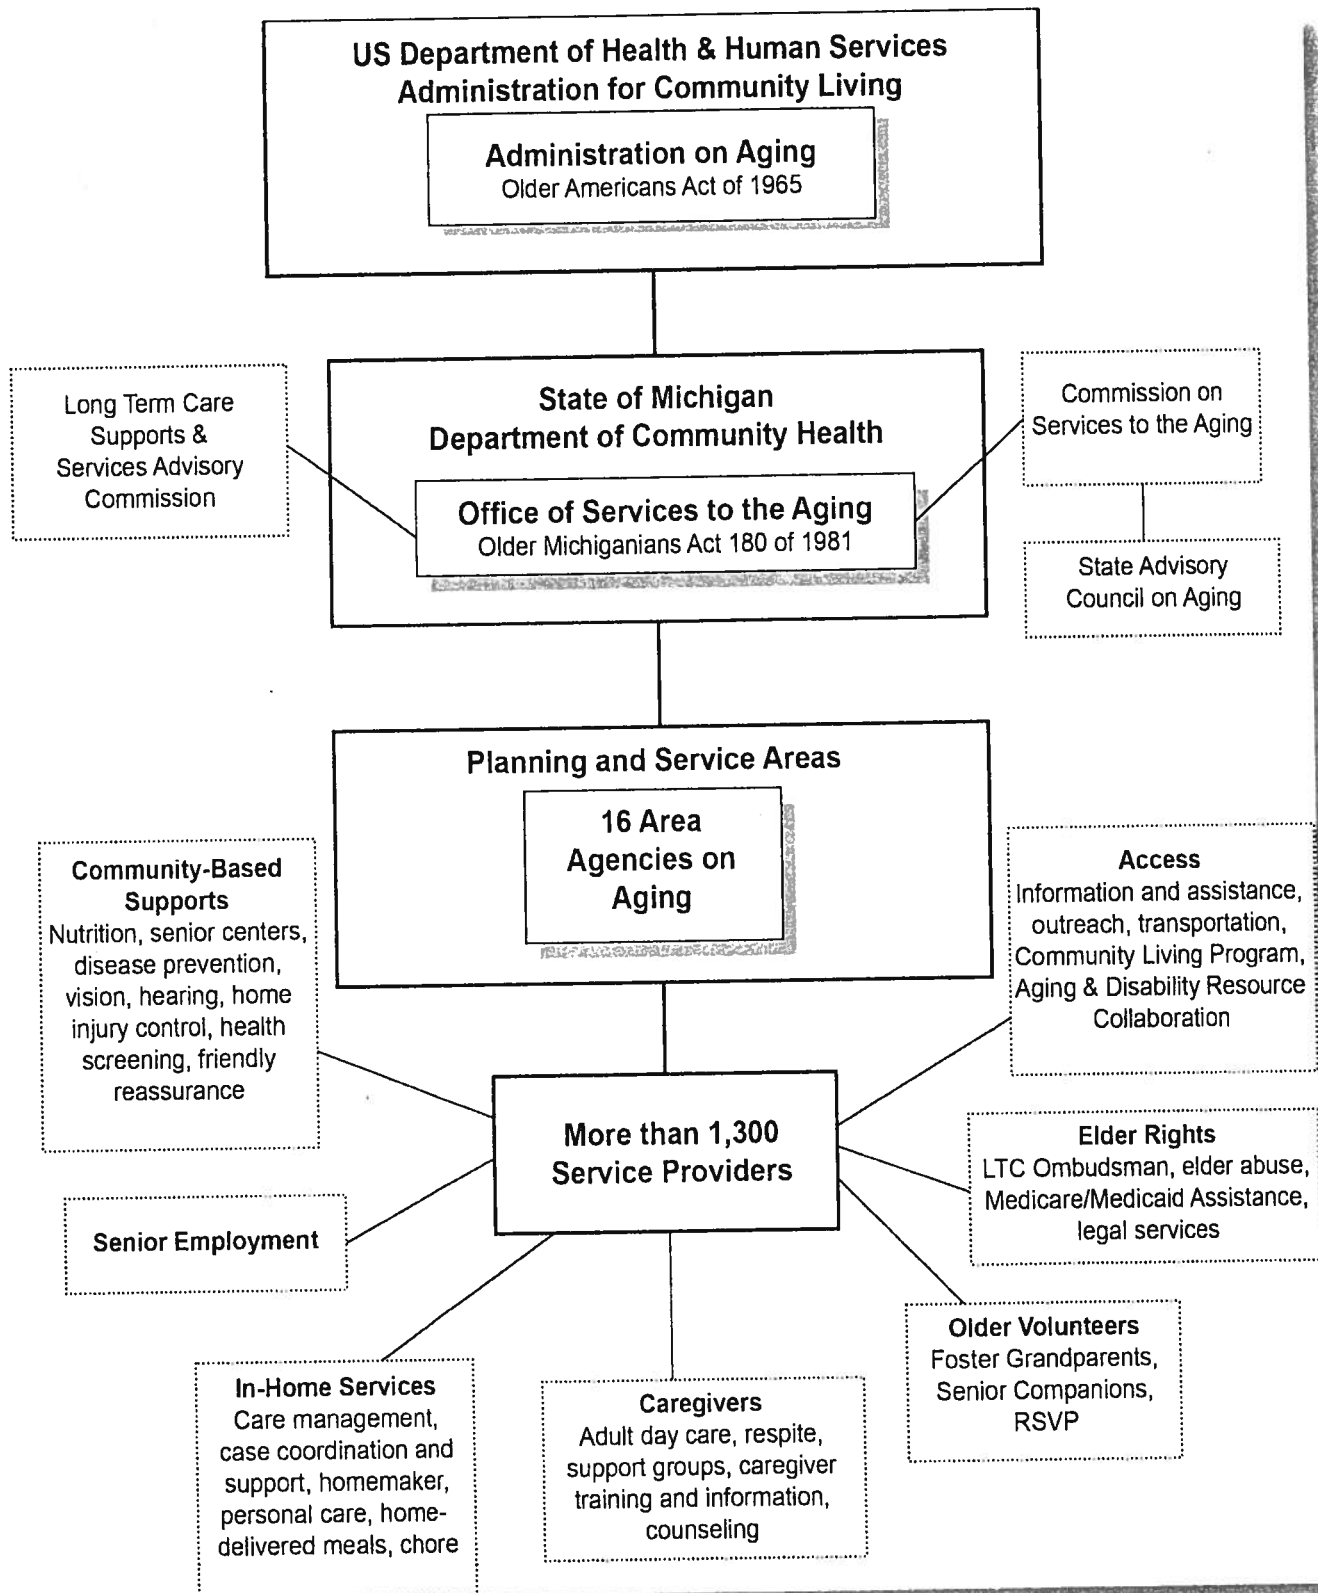 US Department of Health & Human Services
Administration for Community Living
Administration on Aging
Older Americans Act of 1965
Long Term Care
Supports &
Services Advisory
Commission
State of Michigan
Department of Community Health
Office of Services to the Aging
Older Michiganians Act 180 of 1981
Commission on
Services to the Aging
State Advisory
Council on Aging
Planning and Service Areas
16 Area
Agencies on
Aging
Community-Based
Supports
Nutrition, senior centers,
disease prevention,
vision, hearing, home
injury control, health
screening, friendly
reassurance
Access
Information and assistance,
outreach, transportation,
Community Living Program,
Aging & Disability Resource
Collaboration
More than 1,300
Service Providers
Elder Rights
LTC Ombudsman, elder abuse,
Medicare/Medicaid Assistance,
legal services
Senior Employment
Older Volunteers
Foster Grandparents,
Senior Companions,
RSVP
In-Home Services
Care management,
case coordination and
support, homemaker,
personal care, home-
delivered meals, chore
Caregivers
Adult day care, respite,
support groups, caregiver
training and information,
counseling